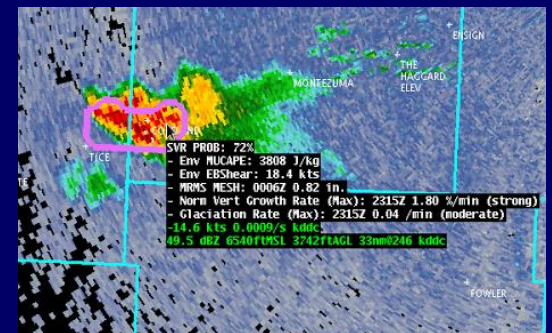 ENSIGN
THE
HAGGARD
ELEV
MONTEZUMA
TICE
SVR PROB: 72%
- Env MUCAPE: 3808 J/kg
- Env EBShear: 18.4 kts
- MRMS MESH: 0006Z 0.82 in.
- Norm Vert Growth Rate (Max): 2315Z 1.80 %/min (strong)
- Glaciation Rate (Max): 2315Z 0.04 /min (moderate)
-14.6 kts 0.0009/s kddc
49.5 dBZ 6540ftMSL 3742ftAGL 33nm@246 kddc
FOWLER